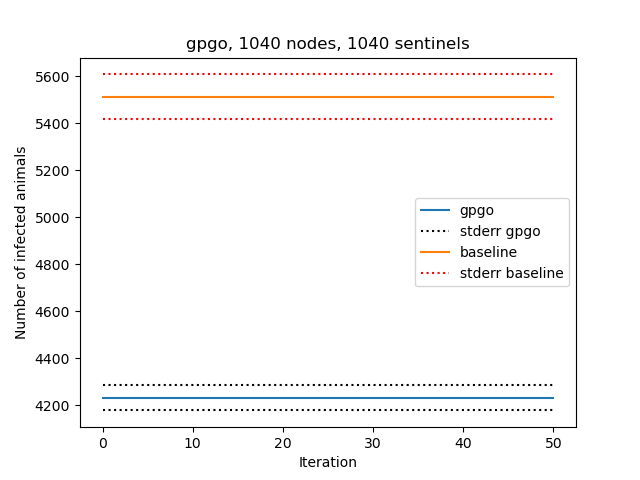 gpgo, 1040 nodes, 1040 sentinels
Number of infected animals
5600
5400
5200
5000
4800
4600
4400
4200
gpgo
stderr gpgo
baseline
stderr baseline
0 10 20 30 40 50
Iteration